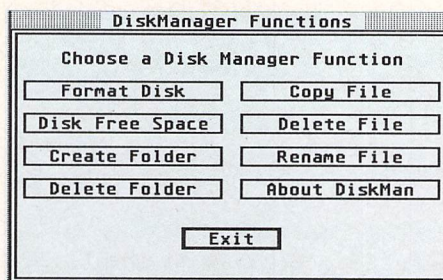 DiskManager Functions
Choose a Disk Manager Function
Format Disk
Copy File
Disk Free Space
Delete File
Create Folder
Rename File
Delete Folder
About DiskMan
Exit